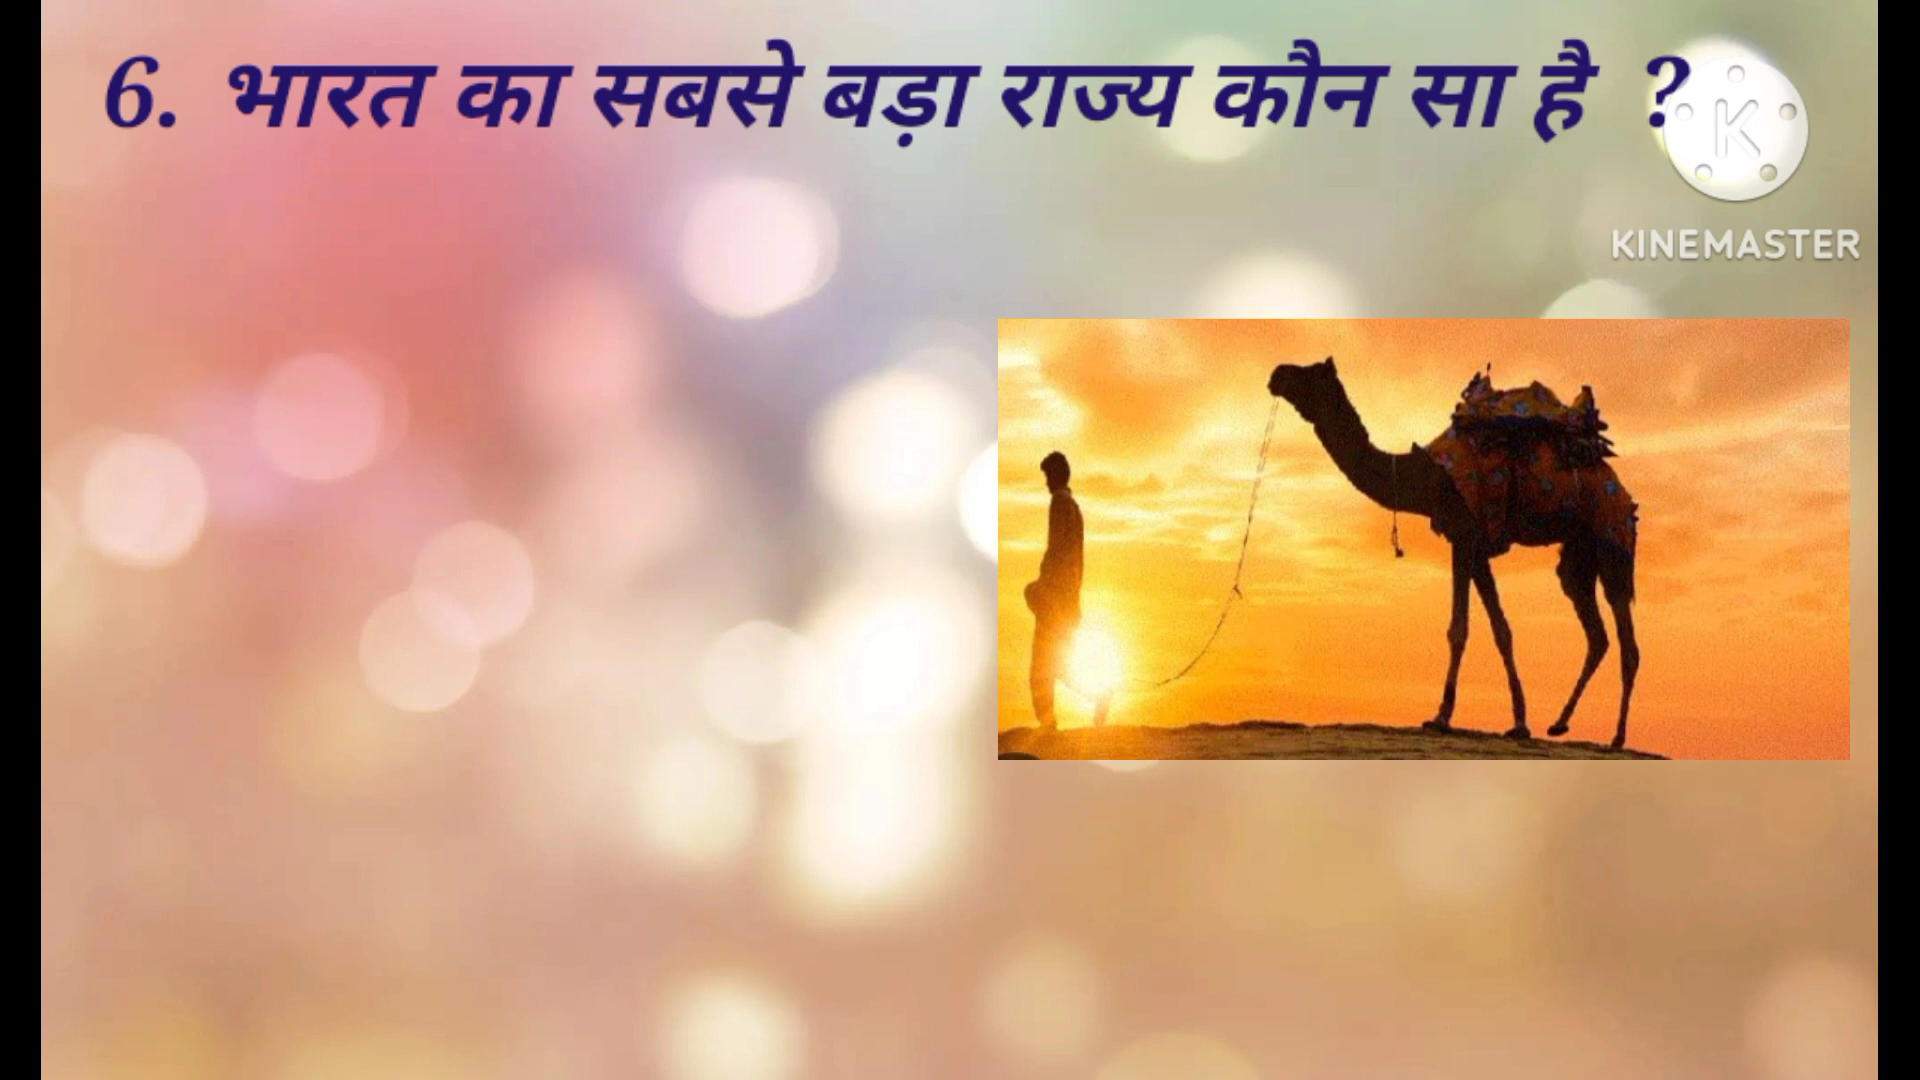 6. भारत का सबसे बड़ा राज्य कौन सा है ?
K
KINEMASTER